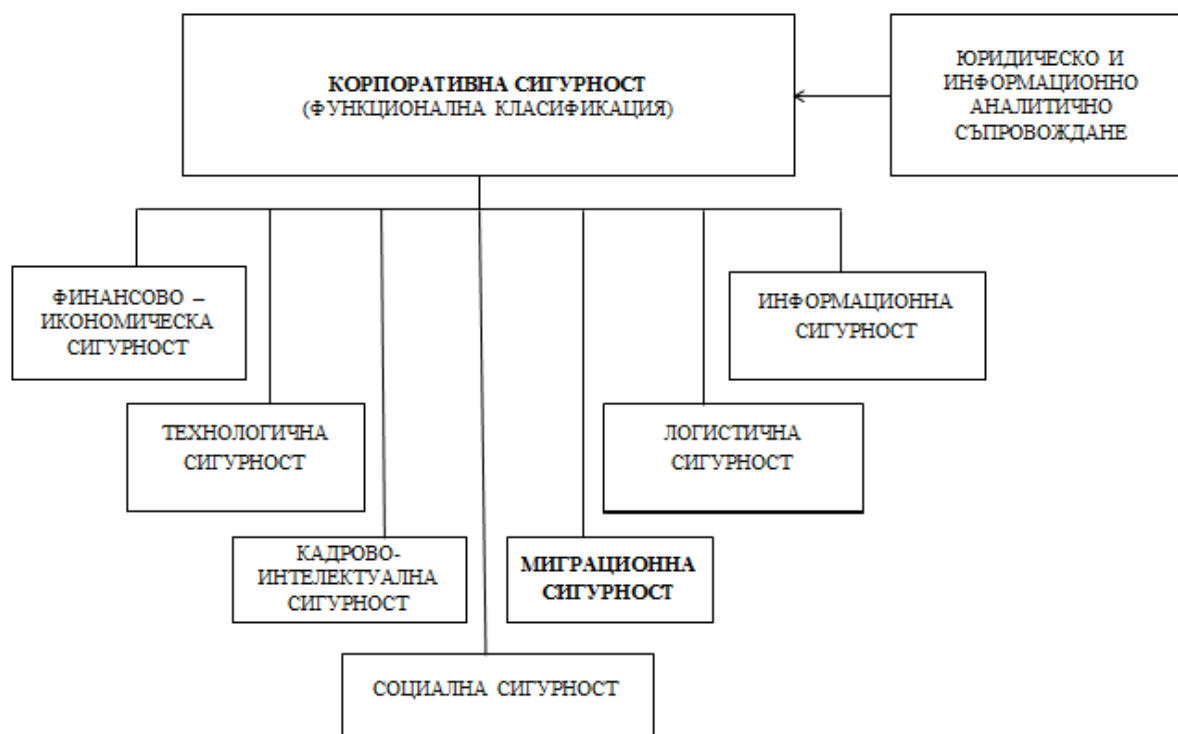 КОРПОРАТИВНА СИГУРНОСТ
(ФУНКЦИОНАЛНА КЛАСИФИКАЦИЯ)
ЮРИДИЧЕСКО И
ИНФОРМАЦИОННО
АНАЛИТИЧНО
СЪПРОВОЖДАНЕ
ФИНАНСОВО –
ИКОНОМИЧЕСКА
СИГУРНОСТ
ИНФОРМАЦИОННА
СИГУРНОСТ
ТЕХНОЛОГИЧНА
СИГУРНОСТ
ЛОГИСТИЧНА
СИГУРНОСТ
КАДРОВО-
ИНТЕЛЕКТУАЛНА
СИГУРНОСТ
МИГРАЦИОННА
СИГУРНОСТ
СОЦИАЛНА СИГУРНОСТ